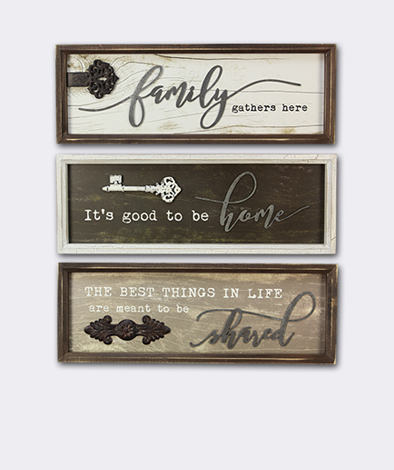 family
gathers here
It's good to be home
THE BEST THINGS IN LIFE
are meant to be
shared